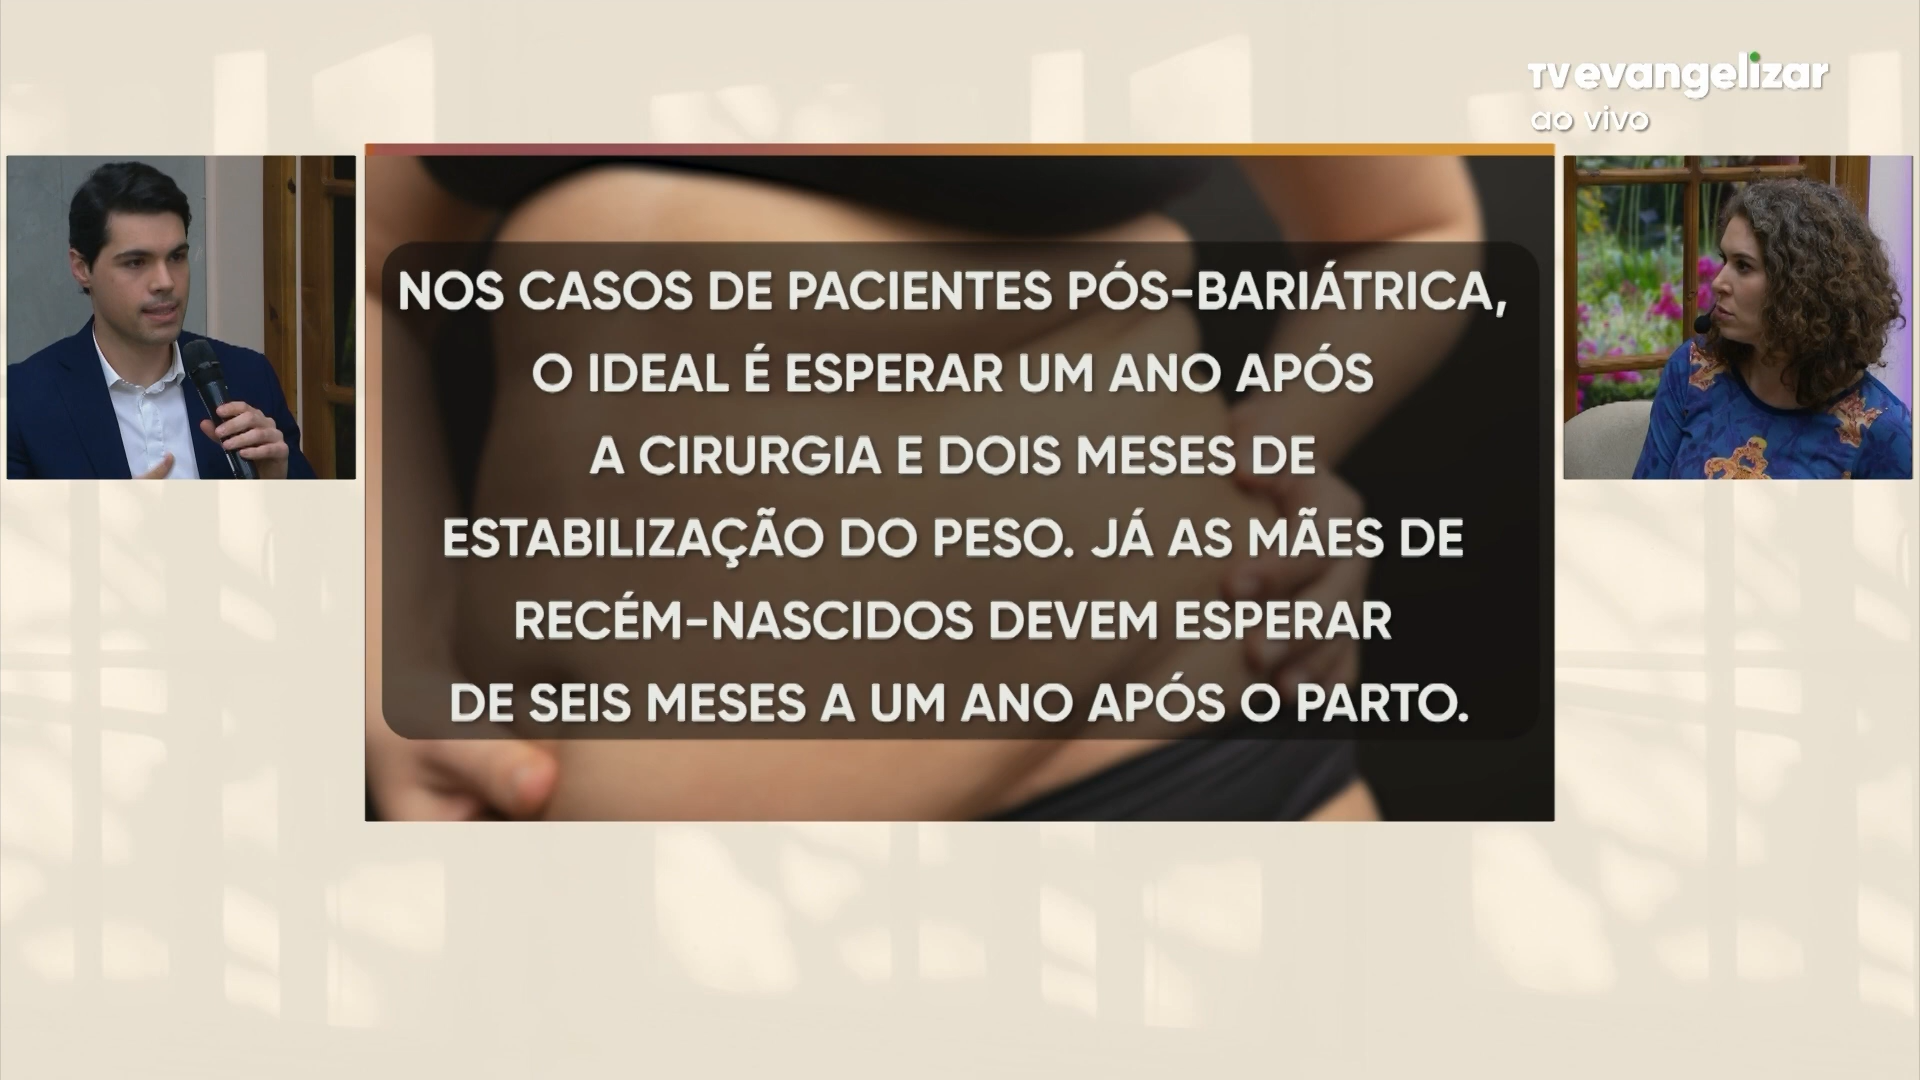 TV evangelizar
ao vivo
NOS CASOS DE PACIENTES PÓS-BARIÁTRICA,
O IDEAL É ESPERAR UM ANO APÓS
A CIRURGIA E DOIS MESES DE
ESTABILIZAÇÃO DO PESO. JÁ AS MÃES DE
RECÉM-NASCIDOS DEVEM ESPERAR
DE SEIS MESES A UM ANO APÓS O PARTO.